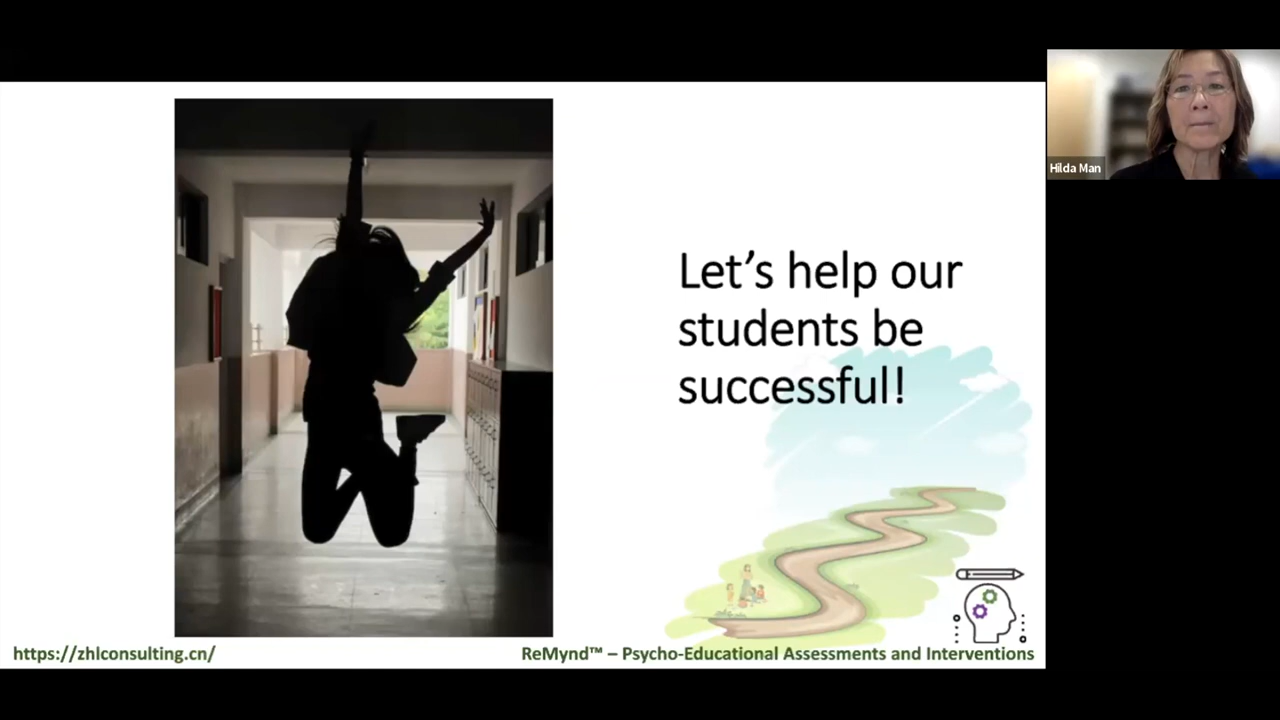 Hilda Man
Let’s help our
students be
successful!
https://zhlconsulting.cn/
ReMynd™ – Psycho-Educational Assessments and Interventions